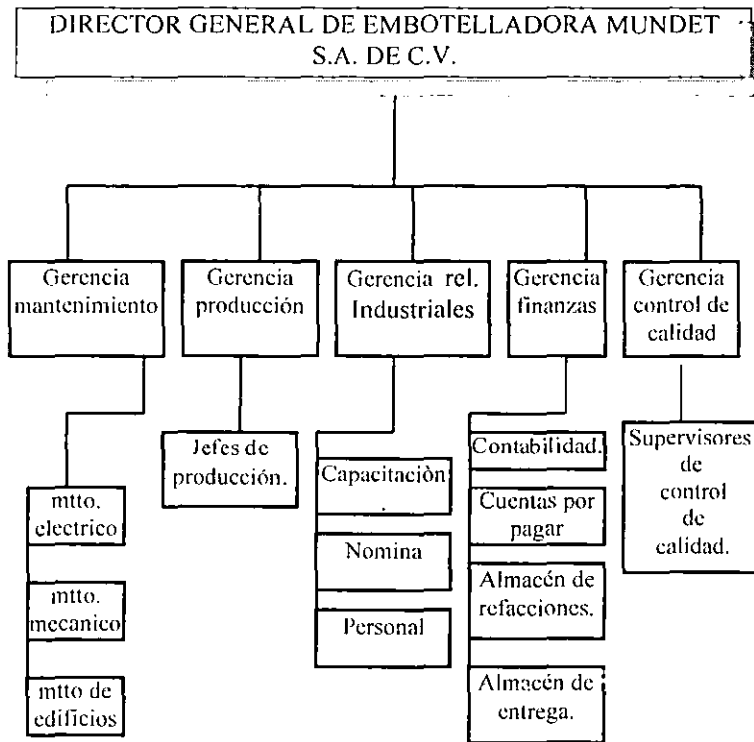 DIRECTOR GENERAL DE EMBOTELLADORA MUNDET
S.A. DE C.V.
Gerencia
mantenimiento
Gerencia
producción
Gerencia rel.
Industriales
Gerencia
finanzas
Gerencia
control de
calidad
mtto.
electrico
mtto.
mecanico
mtto de
edificios
Jefes de
producción.
Capacitaciòn
.
Nomina
Personal
Contabilidad.
Cuentas por
pagar
Almacén de
refacciones.
Almacén de
entrega.
Supervisores
de
control
de
calidad.